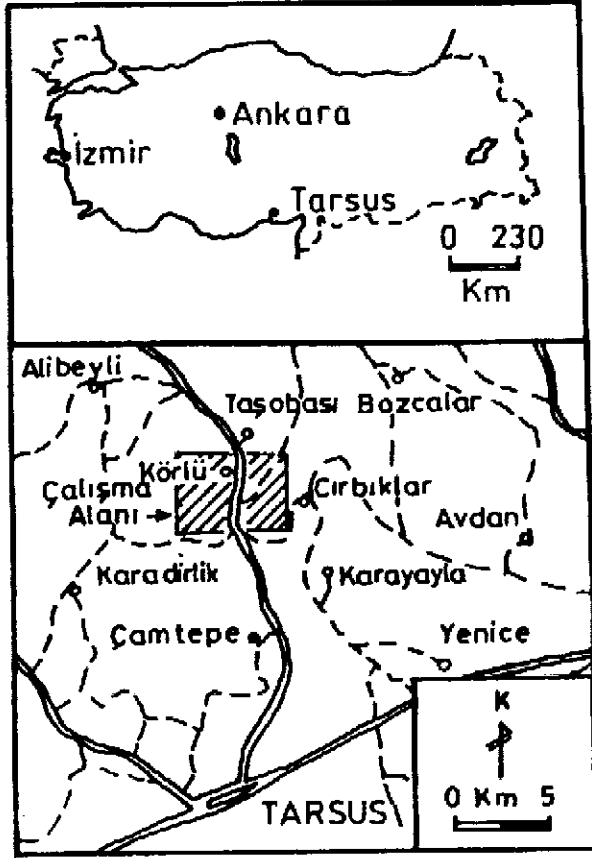 Ankara
İzmir
Tarsus
0 230
Km
Alibeyli
Taşobası Bozcalar
Körlü
Çalışma
Alanı
Cırbıklar
Avdan
Karadirlik
Karayayla
Çamtepe
Yenice
K
0 Km 5
TARSUS